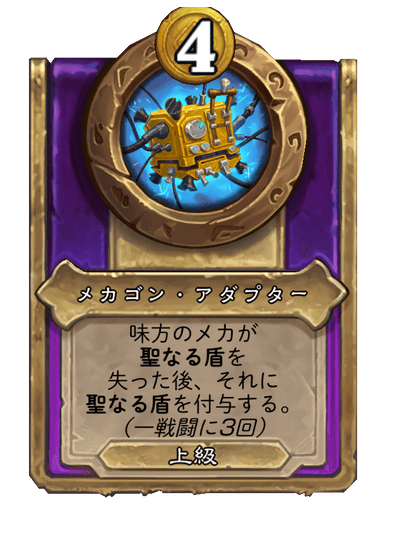 4
メカゴン・アダプター
味方のメカが
聖なる盾を
失った後、それに
聖なる盾を付与する。
(一戦闘に3回)
上級